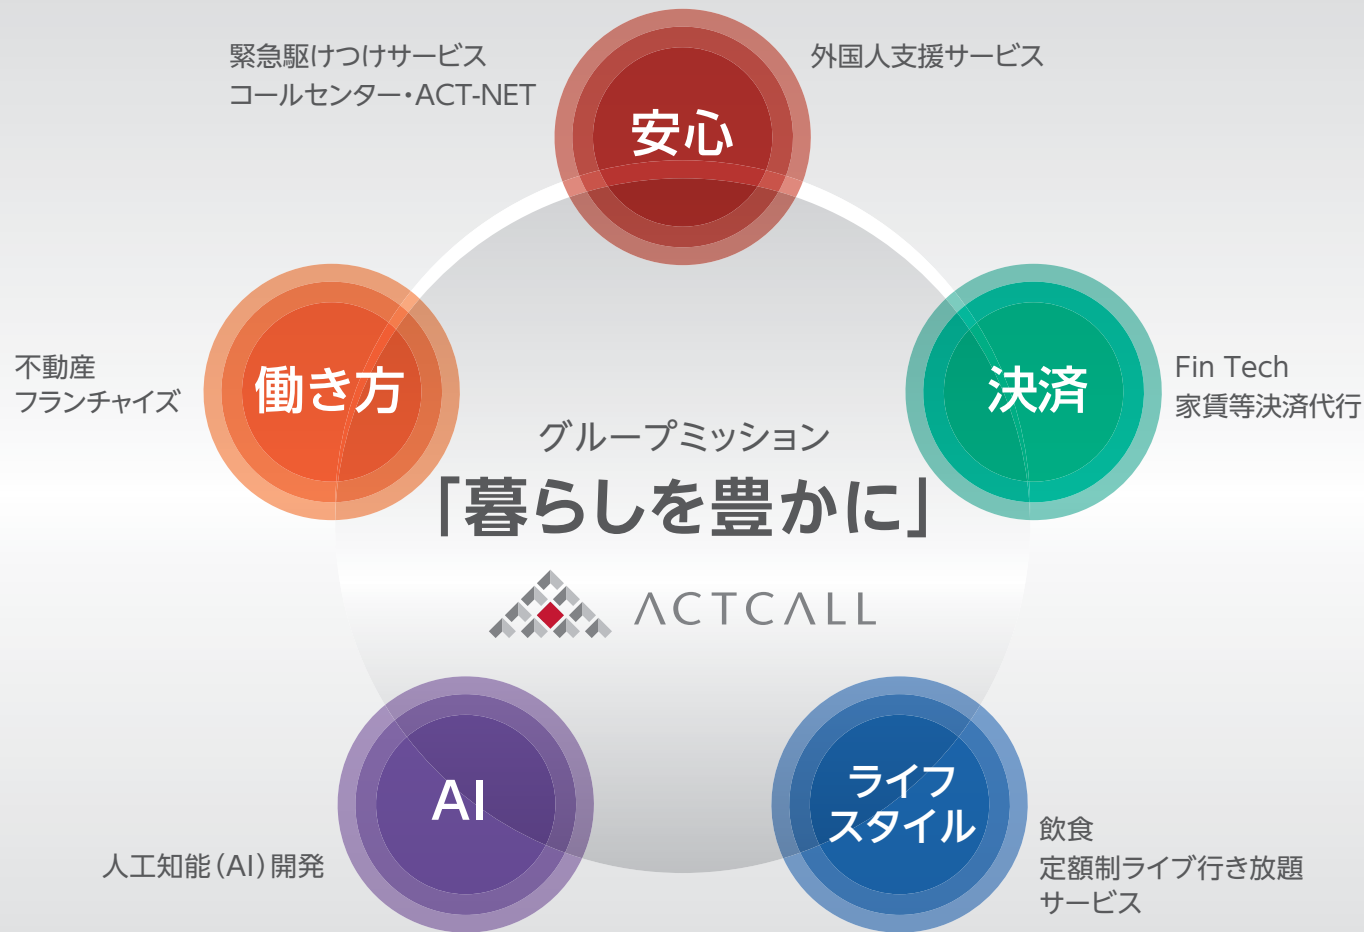 緊急駆けつけサービス
コールセンター・ACT-NET
外国人支援サービス
安心
不動産
フランチャイズ
働き方
決済
Fin Tech
家賃等決済代行
グループミッション
「暮らしを豊かに」
ACTCALL
AI
人工知能(AI)開発
ライフ
スタイル
飲食
定額制ライブ行き放題
サービス